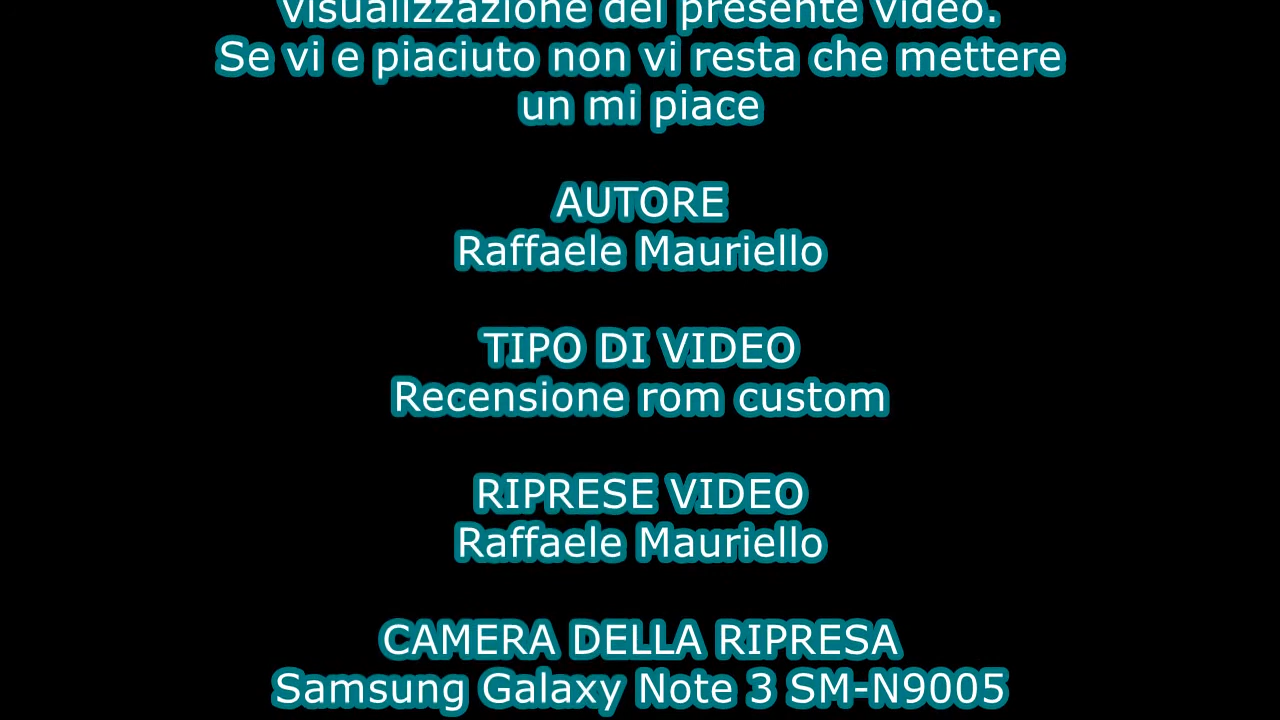 visualizzazione del presente video.
Se vi e piaciuto non vi resta che mettere
un mi piace
AUTORE
Raffaele Mauriello
TIPO DI VIDEO
Recensione rom custom
RIPRESE VIDEO
Raffaele Mauriello
CAMERA DELLA RIPRESA
Samsung Galaxy Note 3 SM-N9005